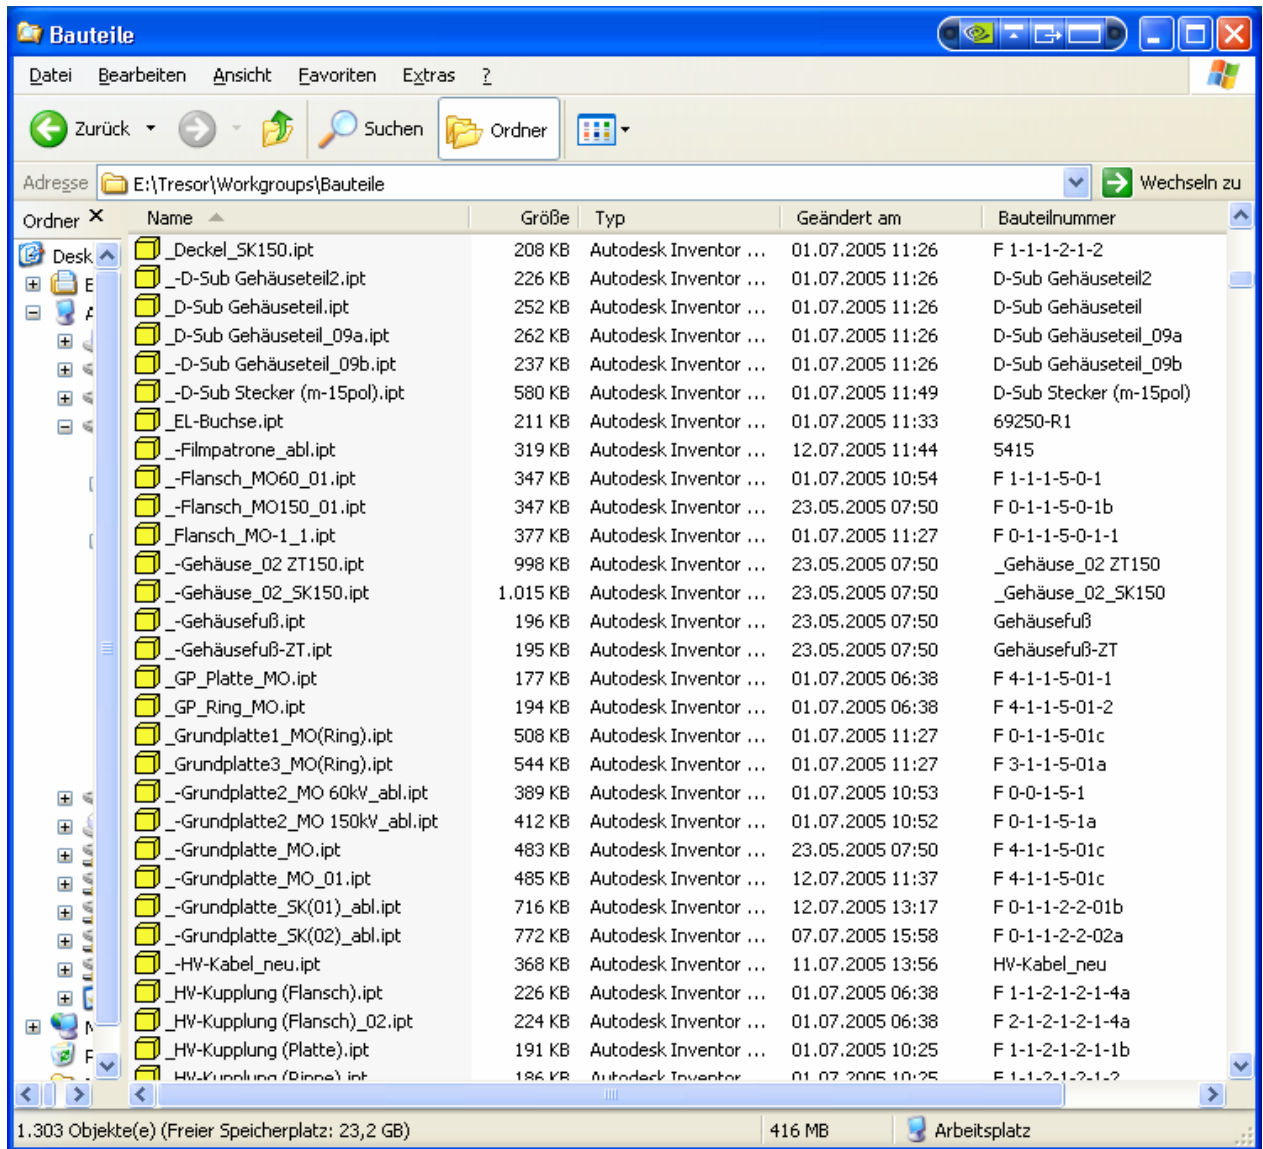 Bauteile
Datei Bearbeiten Ansicht Favoriten Extras ?
Zurück Suchen Ordner
Adresse E:\Tresor\Workgroups\Bauteile Wechseln zu
Ordner X Name Größe Typ Geändert am Bauteilnummer
Desk _Deckel_SK150.ipt 208 KB Autodesk Inventor ... 01.07.2005 11:26 F 1-1-1-2-1-2
_-D-Sub Gehäuseteil2.ipt 226 KB Autodesk Inventor ... 01.07.2005 11:26 D-Sub Gehäuseteil2
_D-Sub Gehäuseteil.ipt 252 KB Autodesk Inventor ... 01.07.2005 11:26 D-Sub Gehäuseteil
_D-Sub Gehäuseteil_09a.ipt 262 KB Autodesk Inventor ... 01.07.2005 11:26 D-Sub Gehäuseteil_09a
_-D-Sub Gehäuseteil_09b.ipt 237 KB Autodesk Inventor ... 01.07.2005 11:26 D-Sub Gehäuseteil_09b
_-D-Sub Stecker (m-15pol).ipt 580 KB Autodesk Inventor ... 01.07.2005 11:49 D-Sub Stecker (m-15pol)
_EL-Buchse.ipt 211 KB Autodesk Inventor ... 01.07.2005 11:33 69250-R1
_-Filmpatrone_abl.ipt 319 KB Autodesk Inventor ... 12.07.2005 11:44 5415
_-Flansch_MO60_01.ipt 347 KB Autodesk Inventor ... 01.07.2005 10:54 F 1-1-1-5-0-1
_-Flansch_MO150_01.ipt 347 KB Autodesk Inventor ... 23.05.2005 07:50 F 0-1-1-5-0-1b
_Flansch_MO-1_1.ipt 377 KB Autodesk Inventor ... 01.07.2005 11:27 F 0-1-1-5-0-1-1
_-Gehäuse_02 ZT150.ipt 998 KB Autodesk Inventor ... 23.05.2005 07:50 _Gehäuse_02 ZT150
_-Gehäuse_02_SK150.ipt 1.015 KB Autodesk Inventor ... 23.05.2005 07:50 _Gehäuse_02_SK150
_-Gehäusefuß.ipt 196 KB Autodesk Inventor ... 23.05.2005 07:50 Gehäusefuß
_-Gehäusefuß-ZT.ipt 195 KB Autodesk Inventor ... 23.05.2005 07:50 Gehäusefuß-ZT
_GP_Platte_MO.ipt 177 KB Autodesk Inventor ... 01.07.2005 06:38 F 4-1-1-5-01-1
_GP_Ring_MO.ipt 194 KB Autodesk Inventor ... 01.07.2005 06:38 F 4-1-1-5-01-2
_Grundplatte1_MO(Ring).ipt 508 KB Autodesk Inventor ... 01.07.2005 11:27 F 0-1-1-5-01c
_Grundplatte3_MO(Ring).ipt 544 KB Autodesk Inventor ... 01.07.2005 11:27 F 3-1-1-5-01a
_-Grundplatte2_MO 60kV_abl.ipt 389 KB Autodesk Inventor ... 01.07.2005 10:53 F 0-0-1-5-1
_-Grundplatte2_MO 150kV_abl.ipt 412 KB Autodesk Inventor ... 01.07.2005 10:52 F 0-1-1-5-1a
_-Grundplatte_MO.ipt 483 KB Autodesk Inventor ... 23.05.2005 07:50 F 4-1-1-5-01c
_-Grundplatte_MO_01.ipt 485 KB Autodesk Inventor ... 12.07.2005 11:37 F 4-1-1-5-01c
_-Grundplatte_SK(01)_abl.ipt 716 KB Autodesk Inventor ... 12.07.2005 13:17 F 0-1-1-2-2-01b
_-Grundplatte_SK(02)_abl.ipt 772 KB Autodesk Inventor ... 07.07.2005 15:58 F 0-1-1-2-2-02a
_-HV-Kabel_neu.ipt 368 KB Autodesk Inventor ... 11.07.2005 13:56 HV-Kabel_neu
_HV-Kupplung (Flansch).ipt 226 KB Autodesk Inventor ... 01.07.2005 06:38 F 1-1-2-1-2-1-4a
_HV-Kupplung (Flansch)_02.ipt 224 KB Autodesk Inventor ... 01.07.2005 06:38 F 2-1-2-1-2-1-4a
_HV-Kupplung (Platte).ipt 191 KB Autodesk Inventor ... 01.07.2005 10:25 F 1-1-2-1-2-1-1b
_HV-Kupplung (Rippe).ipt 186 KB Autodesk Inventor ... 01.07.2005 10:25 F 1-1-2-1-2-1-2
1.303 Objekte(e) (Freier Speicherplatz: 23,2 GB) 416 MB Arbeitsplatz